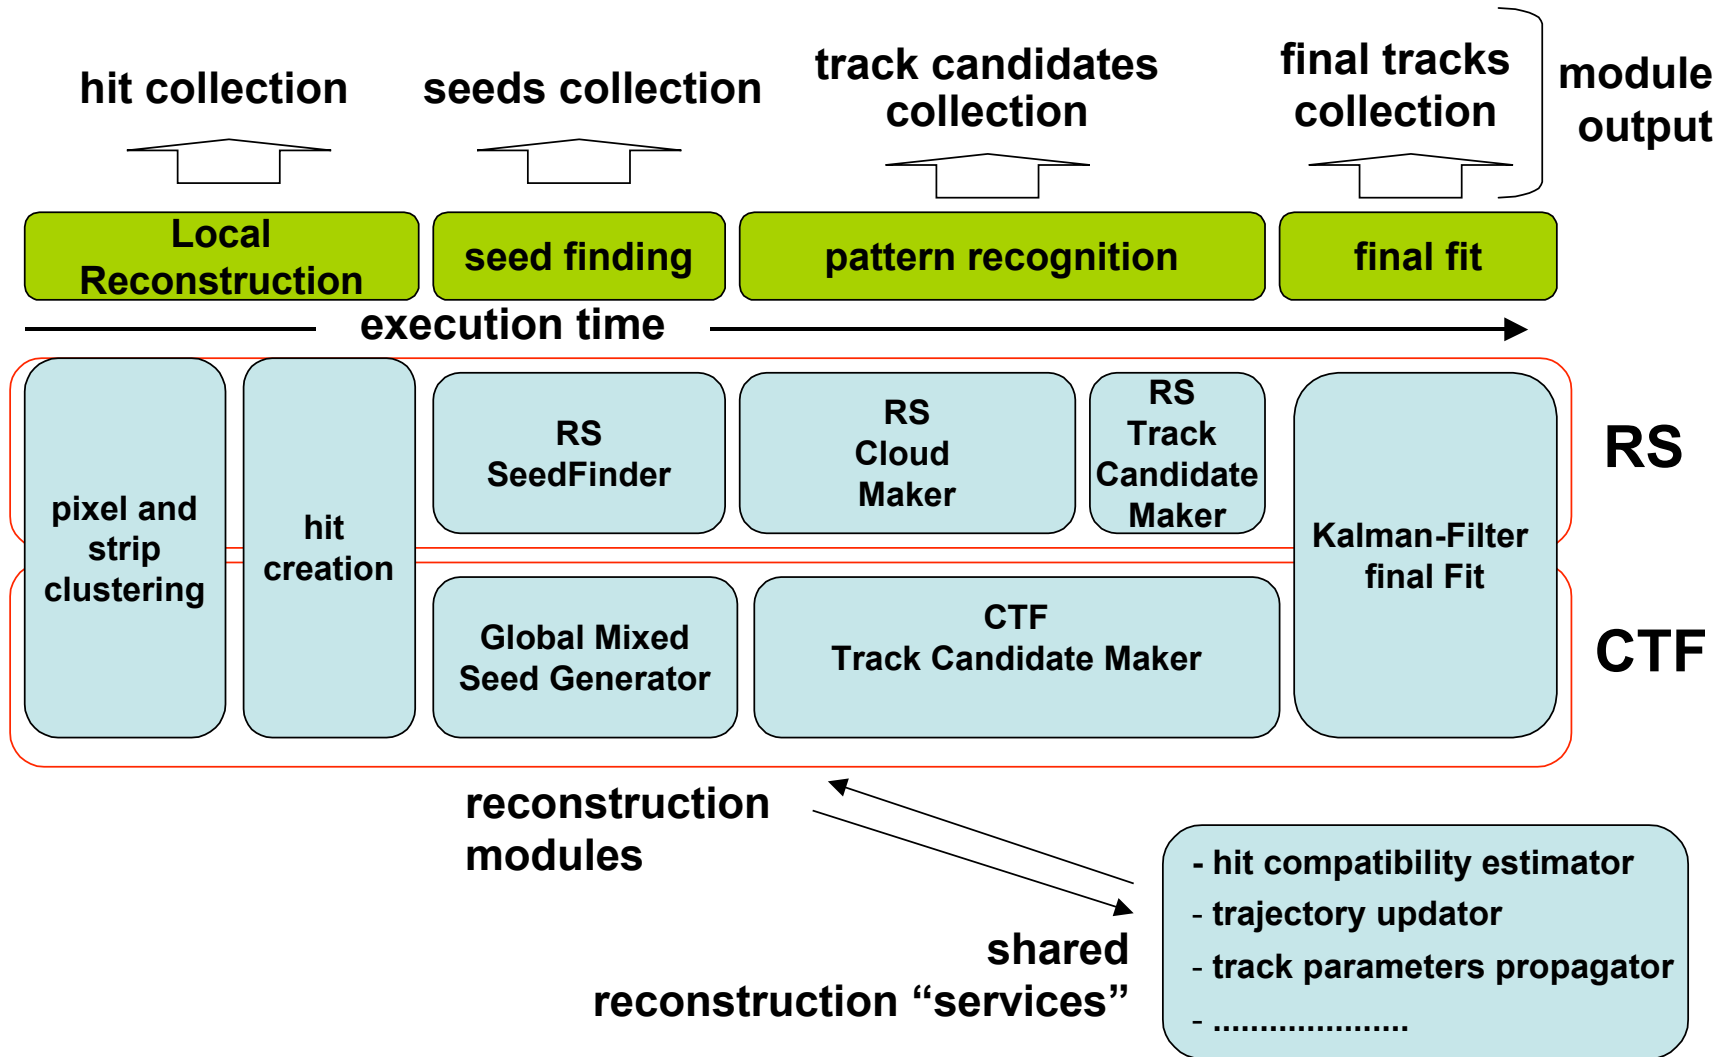 hit collection
seeds collection
track candidates
collection
final tracks
collection
module
output
Local
Reconstruction
seed finding
pattern recognition
final fit
execution time
pixel and
strip
clustering
hit
creation
RS
SeedFinder
RS
Cloud
Maker
RS
Track
Candidate
Maker
Kalman-Filter
final Fit
RS
Global Mixed
Seed Generator
CTF
Track Candidate Maker
CTF
reconstruction
modules
shared
reconstruction “services”
- hit compatibility estimator
- trajectory updator
- track parameters propagator
- .....................